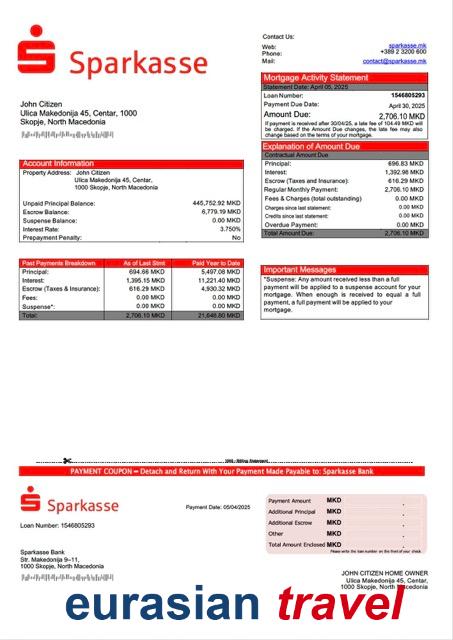 Sparkasse
Contact Us:
Web: sparkasse.mk
Phone: +389 2 3200 600
Mail: contact@sparkasse.mk
Mortgage Activity Statement
Statement Date: April 05, 2025
Loan Number: 1546805293
Payment Due Date: April 30, 2025
Amount Due: 2,706.10 MKD
If payment is received after 30/04/25, a late fee of 104.49 MKD will
be charged. If the Amount Due changes, the late fee may also
change based on the terms of your mortgage.
John Citizen
Ulica Makedonija 45, Centar, 1000
Skopje, North Macedonia
Explanation of Amount Due
Contractual Amount Due
Principal: 696.83 MKD
Interest: 1,392.98 MKD
Escrow (Taxes and Insurance): 616.29 MKD
Regular Monthly Payment: 2,706.10 MKD
Fees & Charges (total outstanding) 0.00 MKD
Charges since last statement: 0.00 MKD
Credits since last statement: 0.00 MKD
Overdue Payment: 0.00 MKD
Total Amount Due: 2,706.10 MKD
Account Information
Property Address: John Citizen
Ulica Makedonija 45, Centar,
1000 Skopje, North Macedonia
Unpaid Principal Balance: 445,752.92 MKD
Escrow Balance: 6,779.19 MKD
Suspense Balance: 0.00 MKD
Interest Rate: 3.750%
Prepayment Penalty: No
Past Payments Breakdown As of Last Stmt Paid Year to Date
Principal: 694.66 MKD 5,497.08 MKD
Interest: 1,395.15 MKD 11,221.40 MKD
Escrow (Taxes & Insurance): 616.29 MKD 4,930.32 MKD
Fees: 0.00 MKD 0.00 MKD
Suspense*: 0.00 MKD 0.00 MKD
Total: 2,706.10 MKD 21,648.80 MKD
Important Messages
*Suspense: Any amount received less than a full
payment will be applied to a suspense account for your
mortgage. When enough is received to equal a full
payment, a full payment will be applied to your
mortgage.
PAYMENT COUPON – Detach and Return With Your Payment Made Payable to: Sparkasse Bank
Sparkasse
Payment Date: 05/04/2025
Loan Number: 1546805293
Payment Amount MKD .
Additional Principal MKD .
Additional Escrow MKD .
Other MKD .
Total Amount Enclosed MKD .
Please write the loan number on the front of your check.
Sparkasse Bank
Str. Makedonija 9–11,
1000 Skopje, North Macedonia
JOHN CITIZEN HOME OWNER
Ulica Makedonija 45, Centar,
1000 Skopje, North Macedonia
eurasian travel